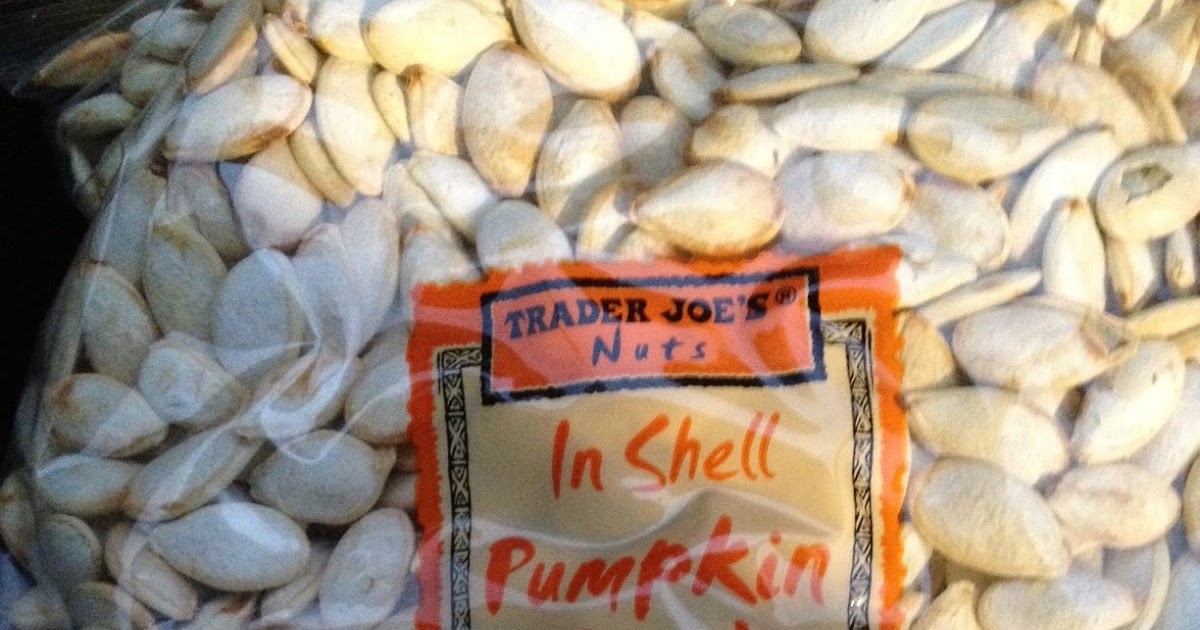 TRADER JOE'S®
Nuts
In Shell
Pumpkin